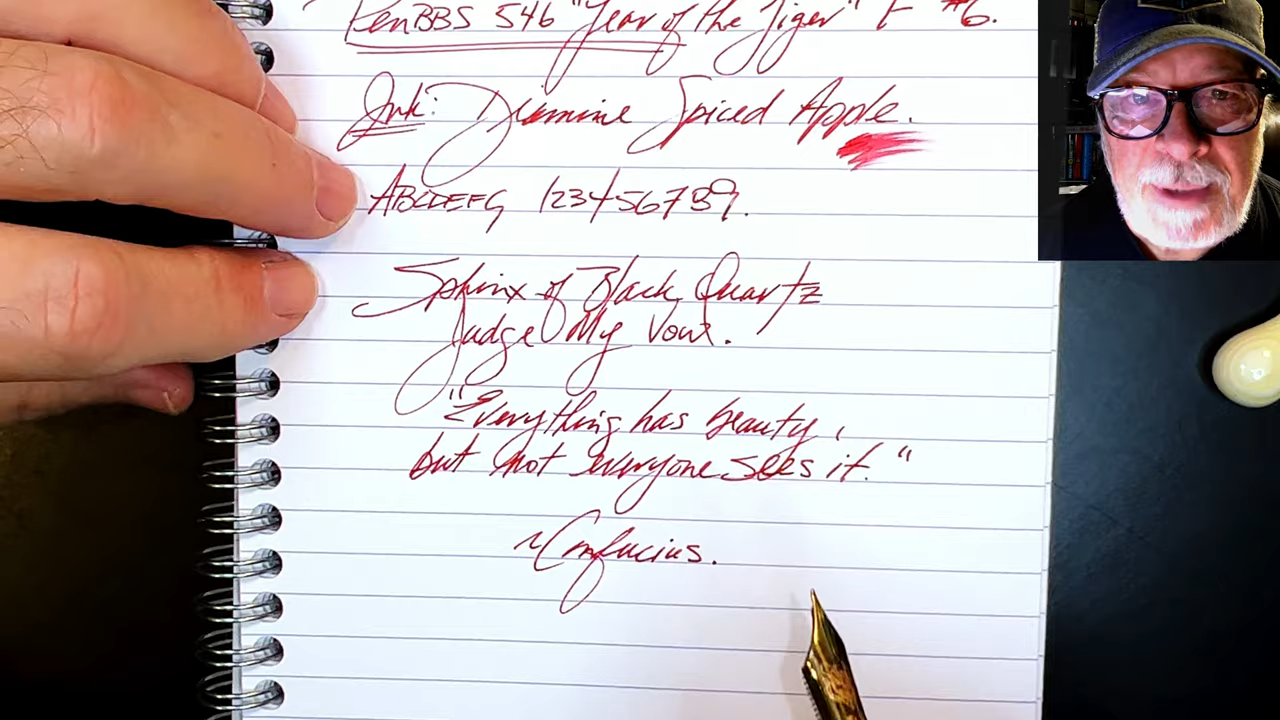 PenBBS 546 "Year of the Tiger" F #6.
Ink: Diamine Spiced Apple.
ABCDEFG 123456789.
Sphinx of Black Quartz
Judge My Vow.
"Everything has beauty,
but not everyone sees it."
~Confucius.